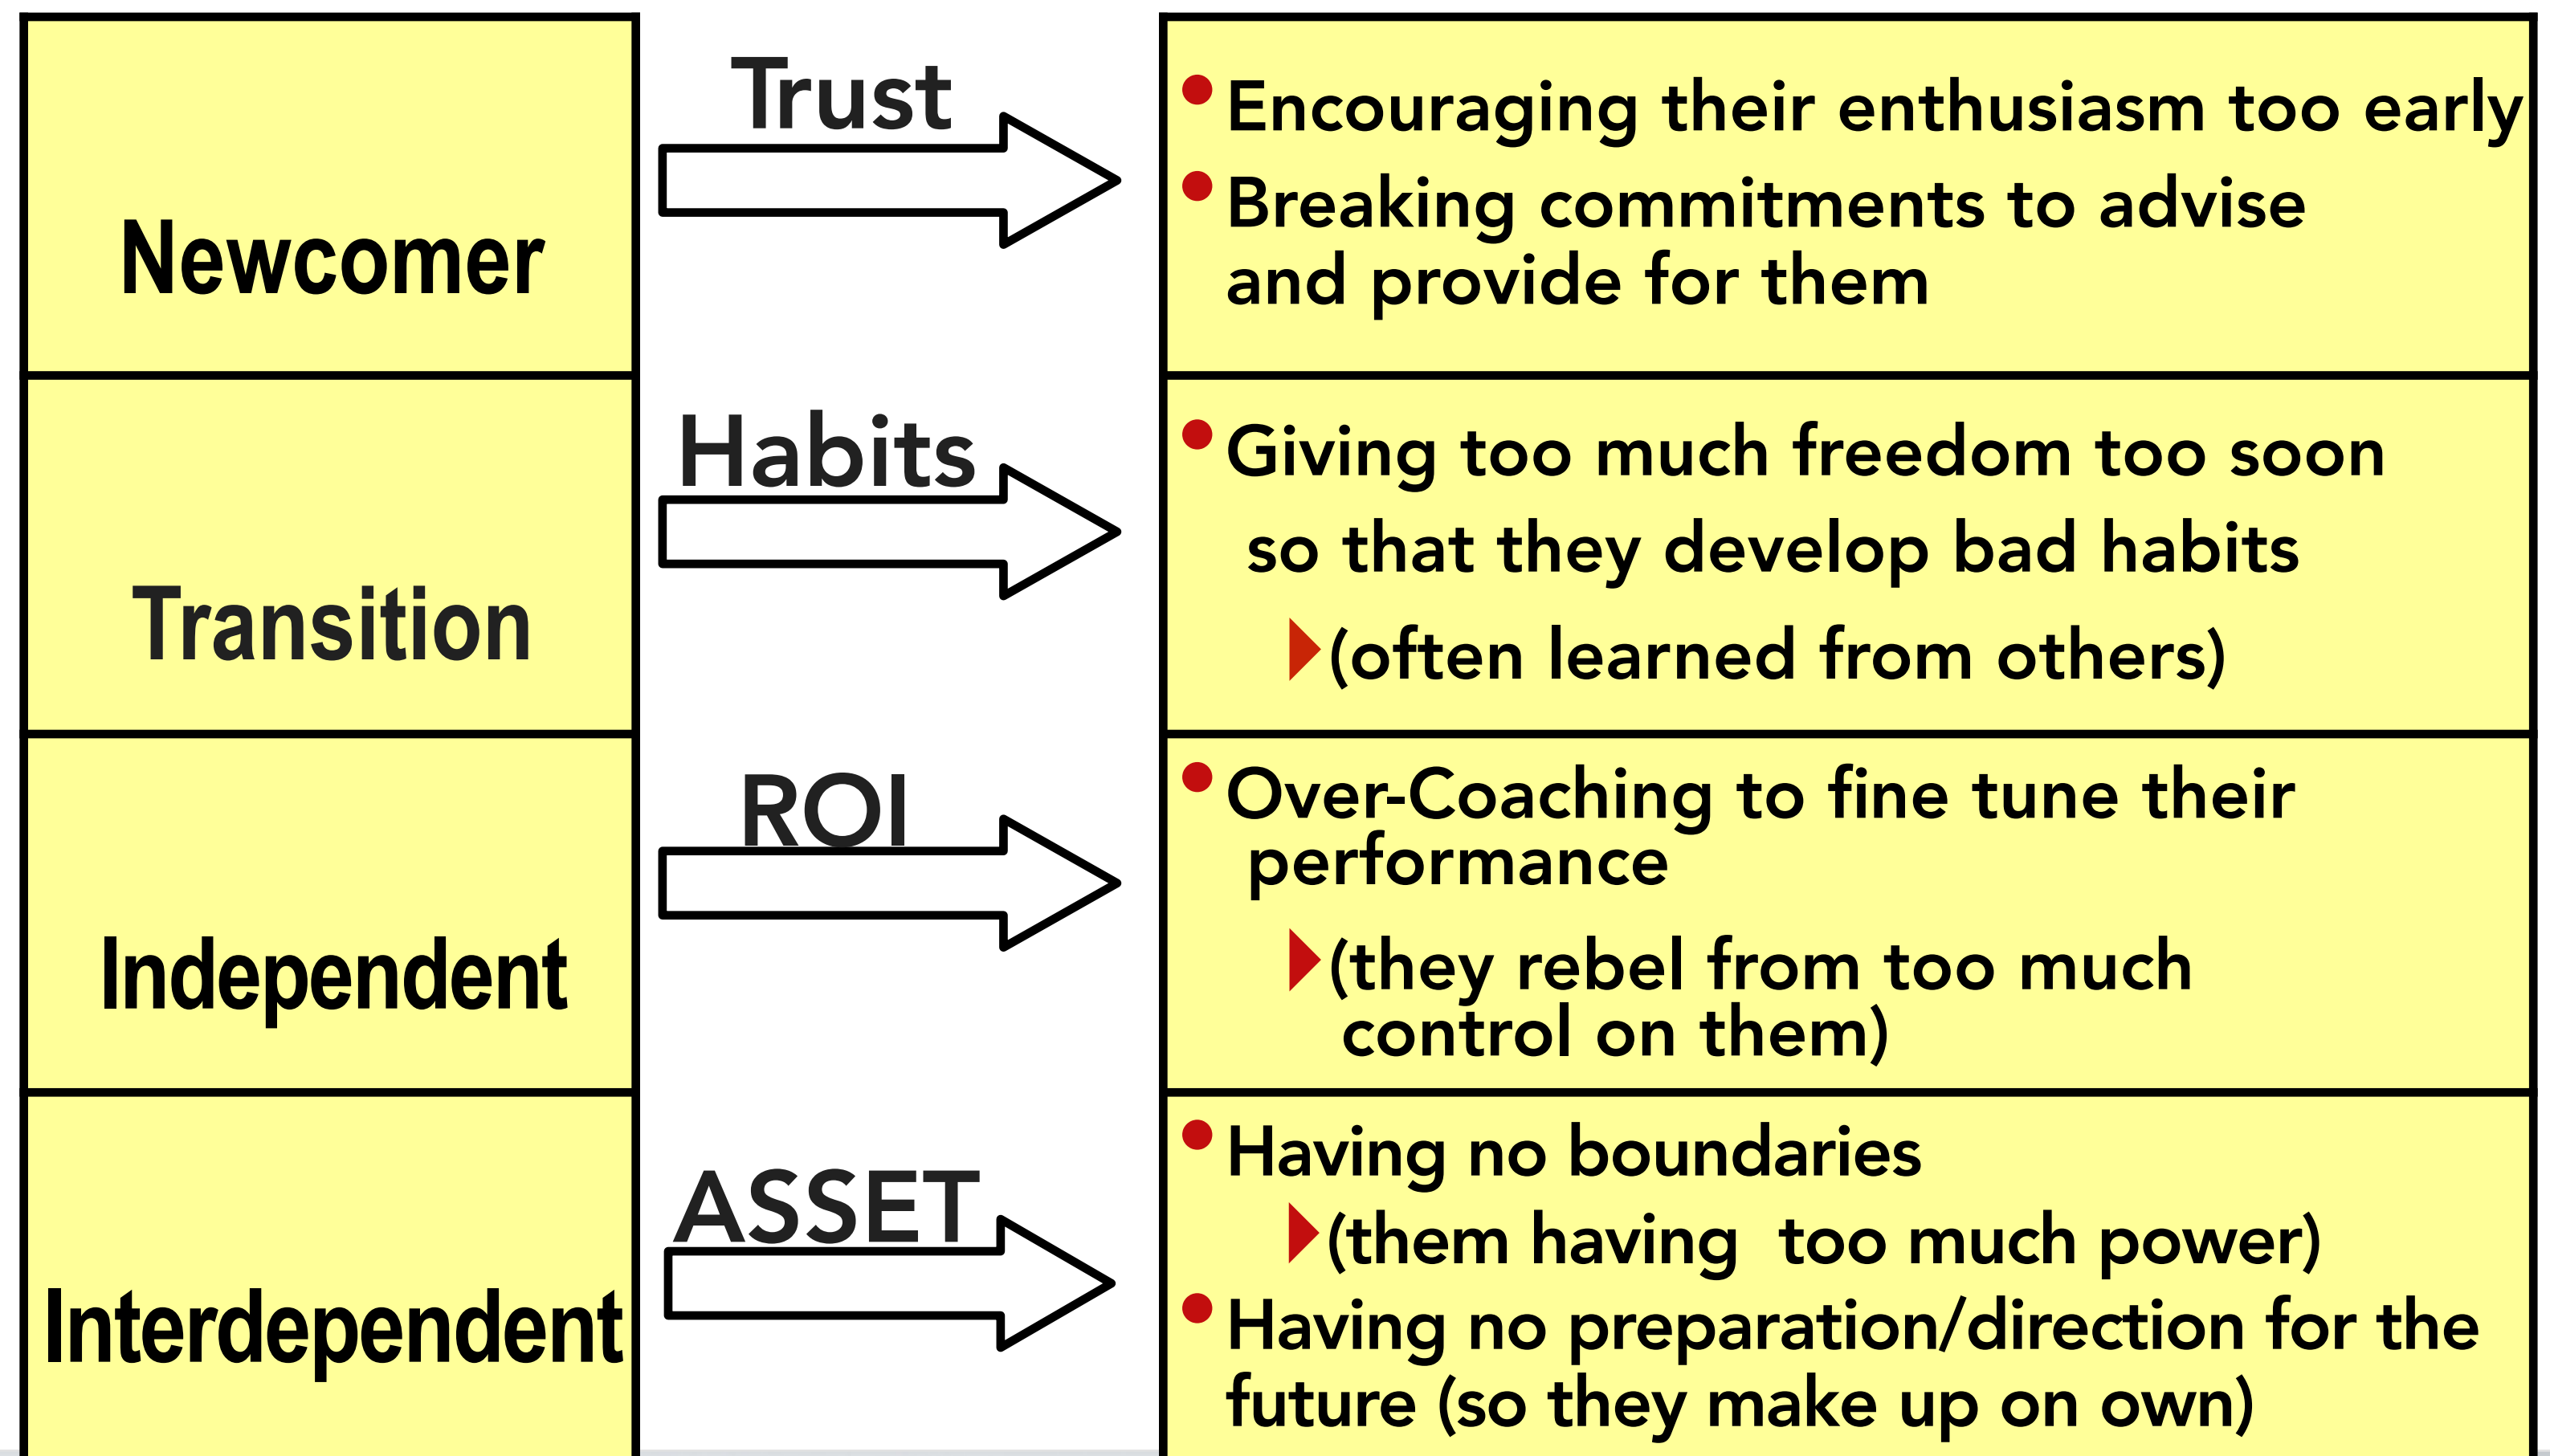 Newcomer
Trust
• Encouraging their enthusiasm too early
• Breaking commitments to advise
and provide for them
Transition
Habits
• Giving too much freedom too soon
so that they develop bad habits
(often learned from others)
Independent
ROI
• Over-Coaching to fine tune their
performance
(they rebel from too much
control on them)
Interdependent
ASSET
• Having no boundaries
(them having  too much power)
• Having no preparation/direction for the
future (so they make up on own)